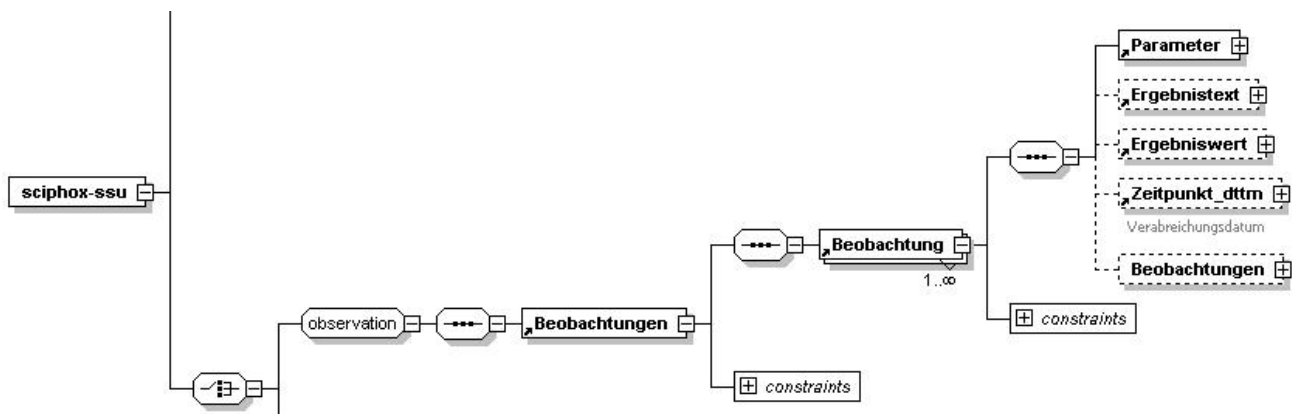 Parameter
Ergebnistext
Ergebniswert
sciphox-ssu
Zeitpunkt_dttm
Verabreichungsdatum
Beobachtung
1..∞
Beobachtungen
constraints
observation
Beobachtungen
constraints